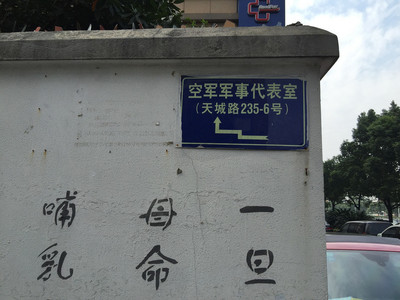 空军军事代表室
(天城路235-6号)
一旦
母命
哺乳